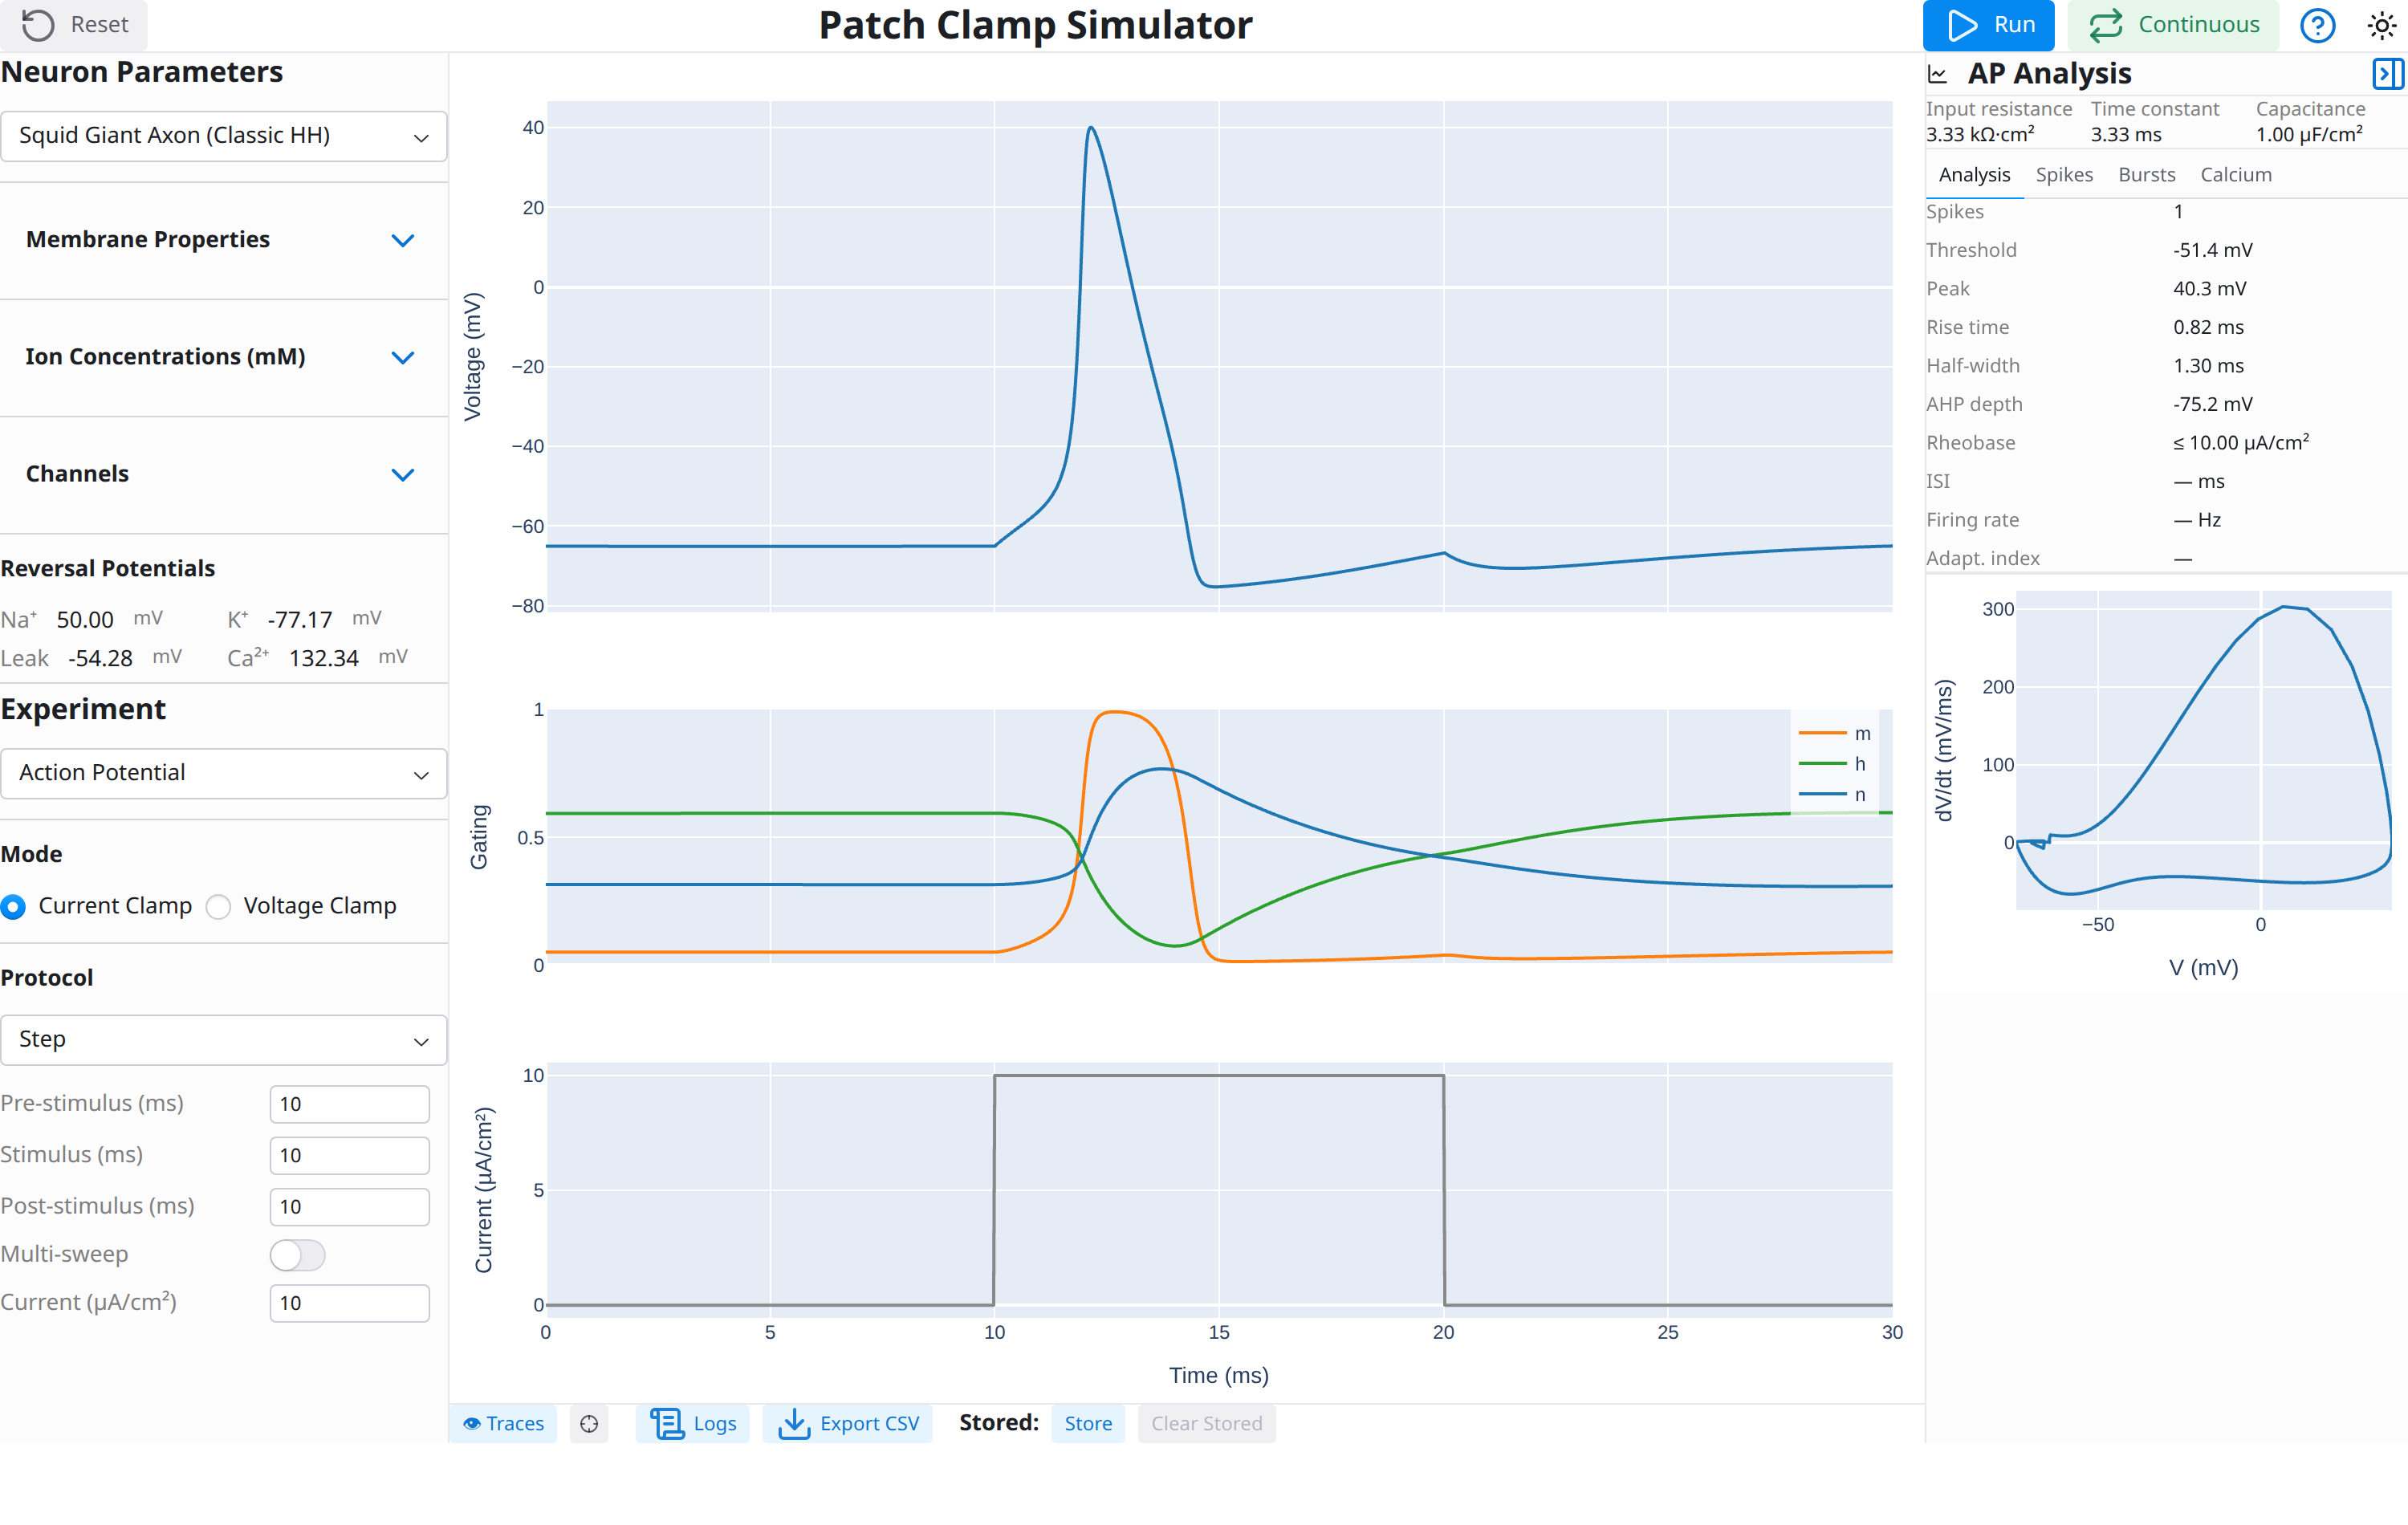 Reset
Patch Clamp Simulator
Run
Continuous
Neuron Parameters
Squid Giant Axon (Classic HH)
Membrane Properties
Ion Concentrations (mM)
Channels
Reversal Potentials
Na⁺ 50.00 mV K⁺ -77.17 mV
Leak -54.28 mV Ca²⁺ 132.34 mV
Experiment
Action Potential
Mode
Current Clamp Voltage Clamp
Protocol
Step
Pre-stimulus (ms) 10
Stimulus (ms) 10
Post-stimulus (ms) 10
Multi-sweep
Current (µA/cm²) 10
Voltage (mV)
40
20
0
−20
−40
−60
−80
Gating
1
0.5
0
m
h
n
Current (µA/cm²)
10
5
0
0 5 10 15 20 25 30
Time (ms)
Traces
Logs
Export CSV
Stored:
Store
Clear Stored
AP Analysis
Input resistance Time constant Capacitance
3.33 kΩ·cm² 3.33 ms 1.00 µF/cm²
Analysis Spikes Bursts Calcium
Spikes 1
Threshold -51.4 mV
Peak 40.3 mV
Rise time 0.82 ms
Half-width 1.30 ms
AHP depth -75.2 mV
Rheobase ≤ 10.00 µA/cm²
ISI — ms
Firing rate — Hz
Adapt. index —
dV/dt (mV/ms)
300
200
100
0
−50 0
V (mV)